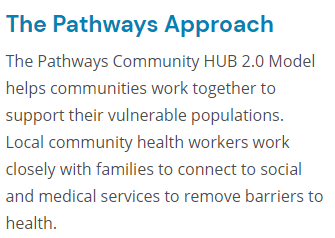 The Pathways Approach
The Pathways Community HUB 2.0 Model
helps communities work together to
support their vulnerable populations.
Local community health workers work
closely with families to connect to social
and medical services to remove barriers to
health.